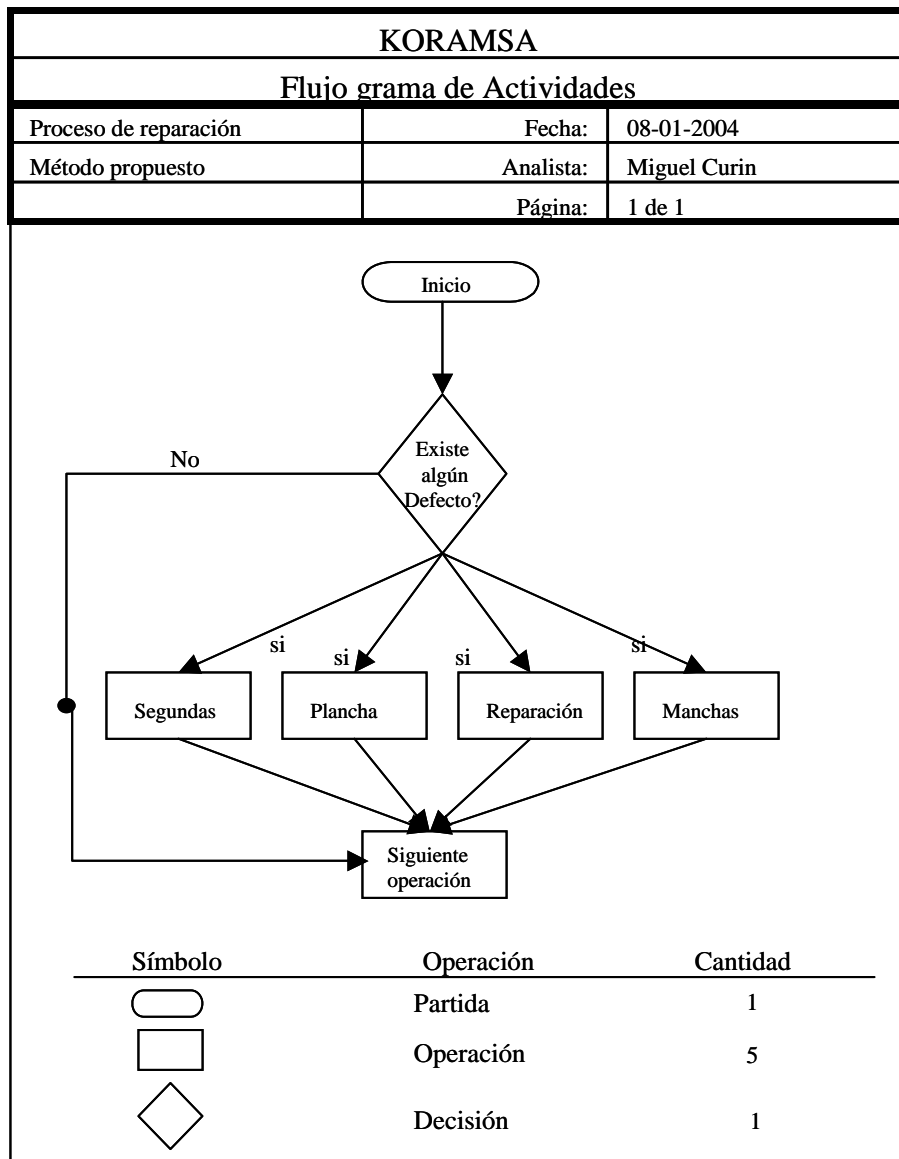 KORAMSA
Flujo grama de Actividades
Proceso de reparación Fecha: 08-01-2004
Método propuesto Analista: Miguel Curin
Página: 1 de 1
Inicio
Existe
algún
Defecto?
No
si si si si
Segundas Plancha Reparación Manchas
Siguiente
operación
Símbolo Operación Cantidad
Partida 1
Operación 5
Decisión 1